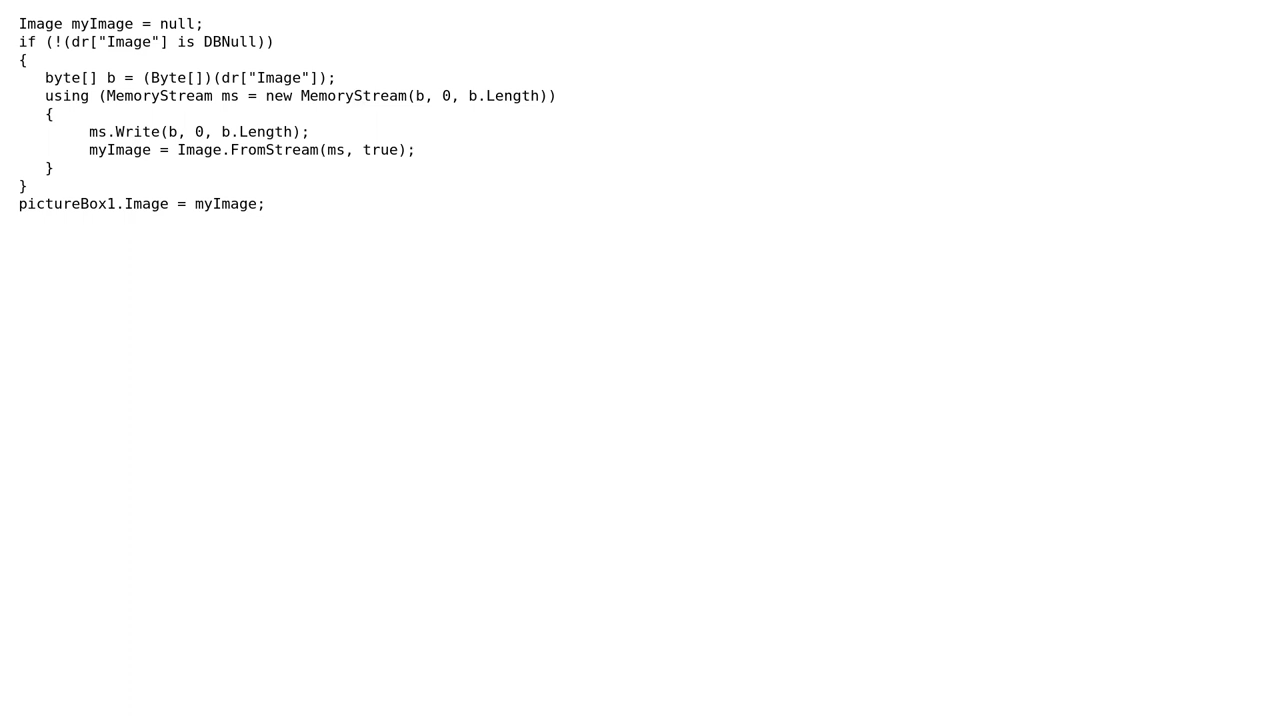 Image myImage = null;
if (!(dr["Image"] is DBNull))
{
   byte[] b = (Byte[])(dr["Image"]);
   using (MemoryStream ms = new MemoryStream(b, 0, b.Length))
   {
        ms.Write(b, 0, b.Length);
        myImage = Image.FromStream(ms, true);
   }
}
pictureBox1.Image = myImage;